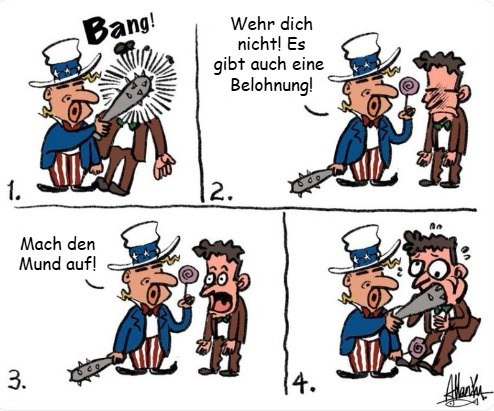 Bang!
1.
Wehr dich
nicht! Es
gibt auch eine
Belohnung!
2.
Mach den
Mund auf!
3.
4.